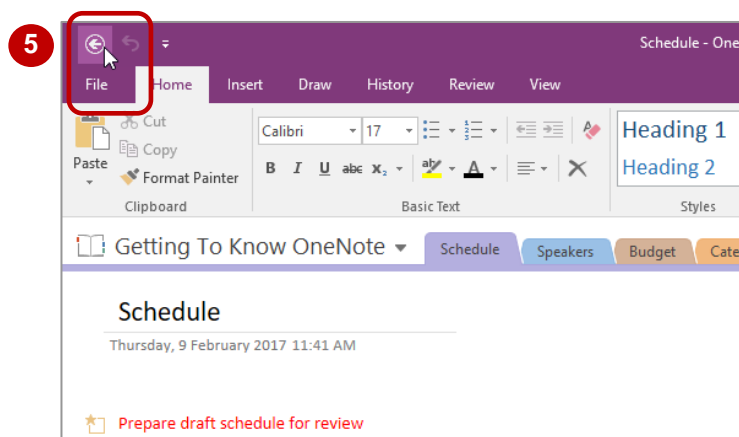 5
Schedule - One
File Home Insert Draw History Review View
Cut
Copy
Paste
Format Painter
Clipboard
Calibri 17
B I U abc X₂ aby A
Basic Text
Heading 1
Heading 2
Styles
Getting To Know OneNote Schedule Speakers Budget Cate
Schedule
Thursday, 9 February 2017 11:41 AM
Prepare draft schedule for review